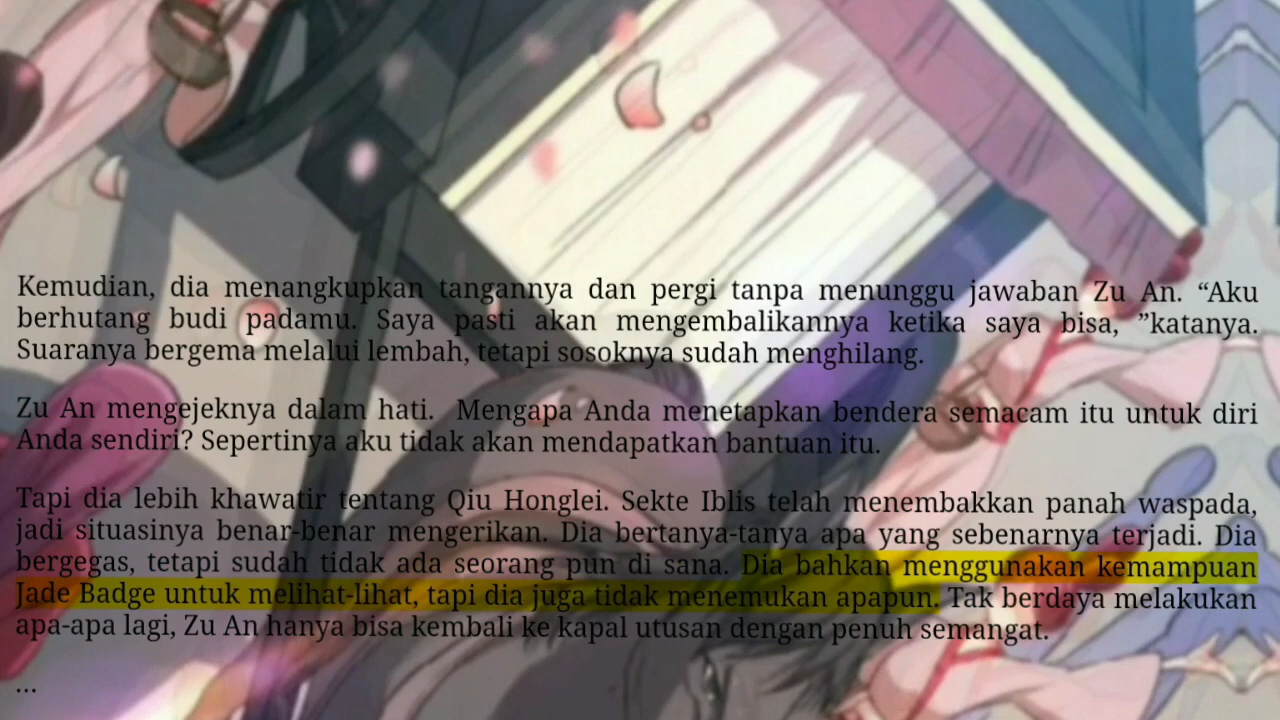 Kemudian, dia menangkupkan tangannya dan pergi tanpa menunggu jawaban Zu An. “Aku
berhutang budi padamu. Saya pasti akan mengembalikannya ketika saya bisa, ”katanya.
Suaranya bergema melalui lembah, tetapi sosoknya sudah menghilang.
Zu An mengejeknya dalam hati.  Mengapa Anda menetapkan bendera semacam itu untuk diri
Anda sendiri? Sepertinya aku tidak akan mendapatkan bantuan itu.
Tapi dia lebih khawatir tentang Qiu Honglei. Sekte Iblis telah menembakkan panah waspada,
jadi situasinya benar-benar mengerikan. Dia bertanya-tanya apa yang sebenarnya terjadi. Dia
bergegas, tetapi sudah tidak ada seorang pun di sana. Dia bahkan menggunakan kemampuan
Jade Badge untuk melihat-lihat, tapi dia juga tidak menemukan apapun. Tak berdaya melakukan
apa-apa lagi, Zu An hanya bisa kembali ke kapal utusan dengan penuh semangat.
...